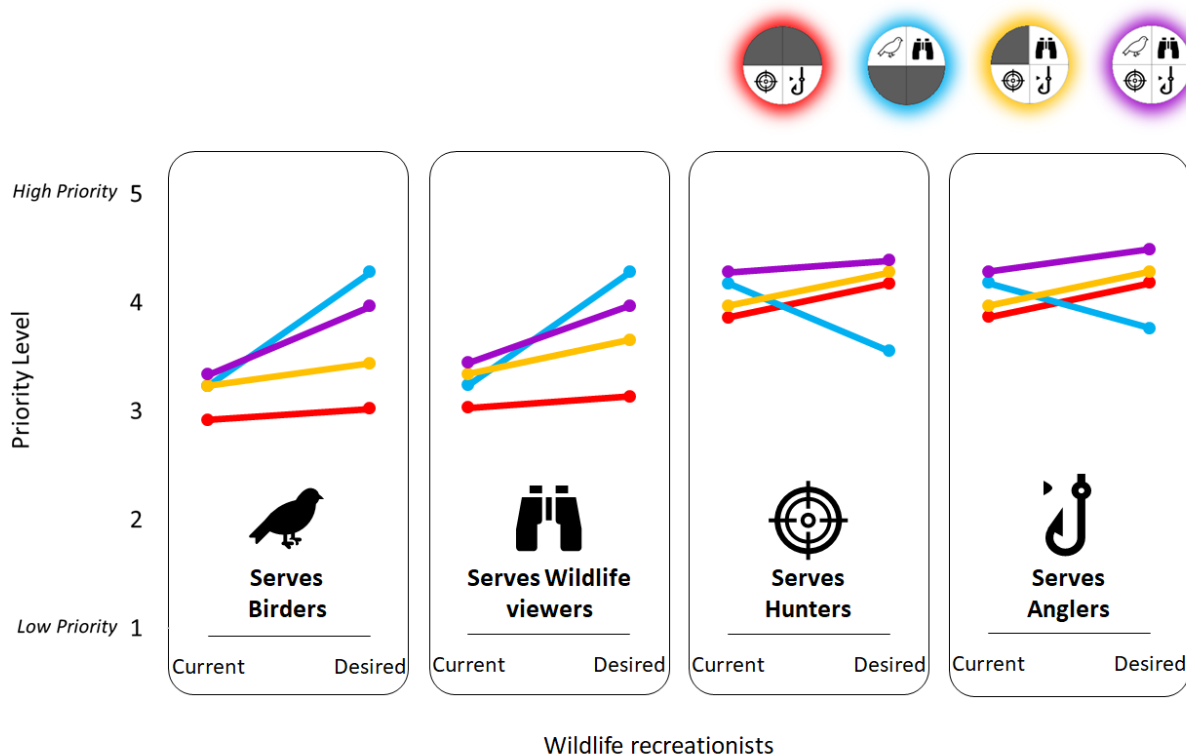 High Priority 5
4
Priority Level
3
2
Low Priority 1
Serves
Birders
Current Desired
Serves Wildlife
viewers
Current Desired
Serves
Hunters
Current Desired
Serves
Anglers
Current Desired
Wildlife recreationists